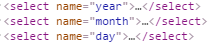 <select name="year">…</select>
<select name="month">…</select>
<select name="day">…</select>